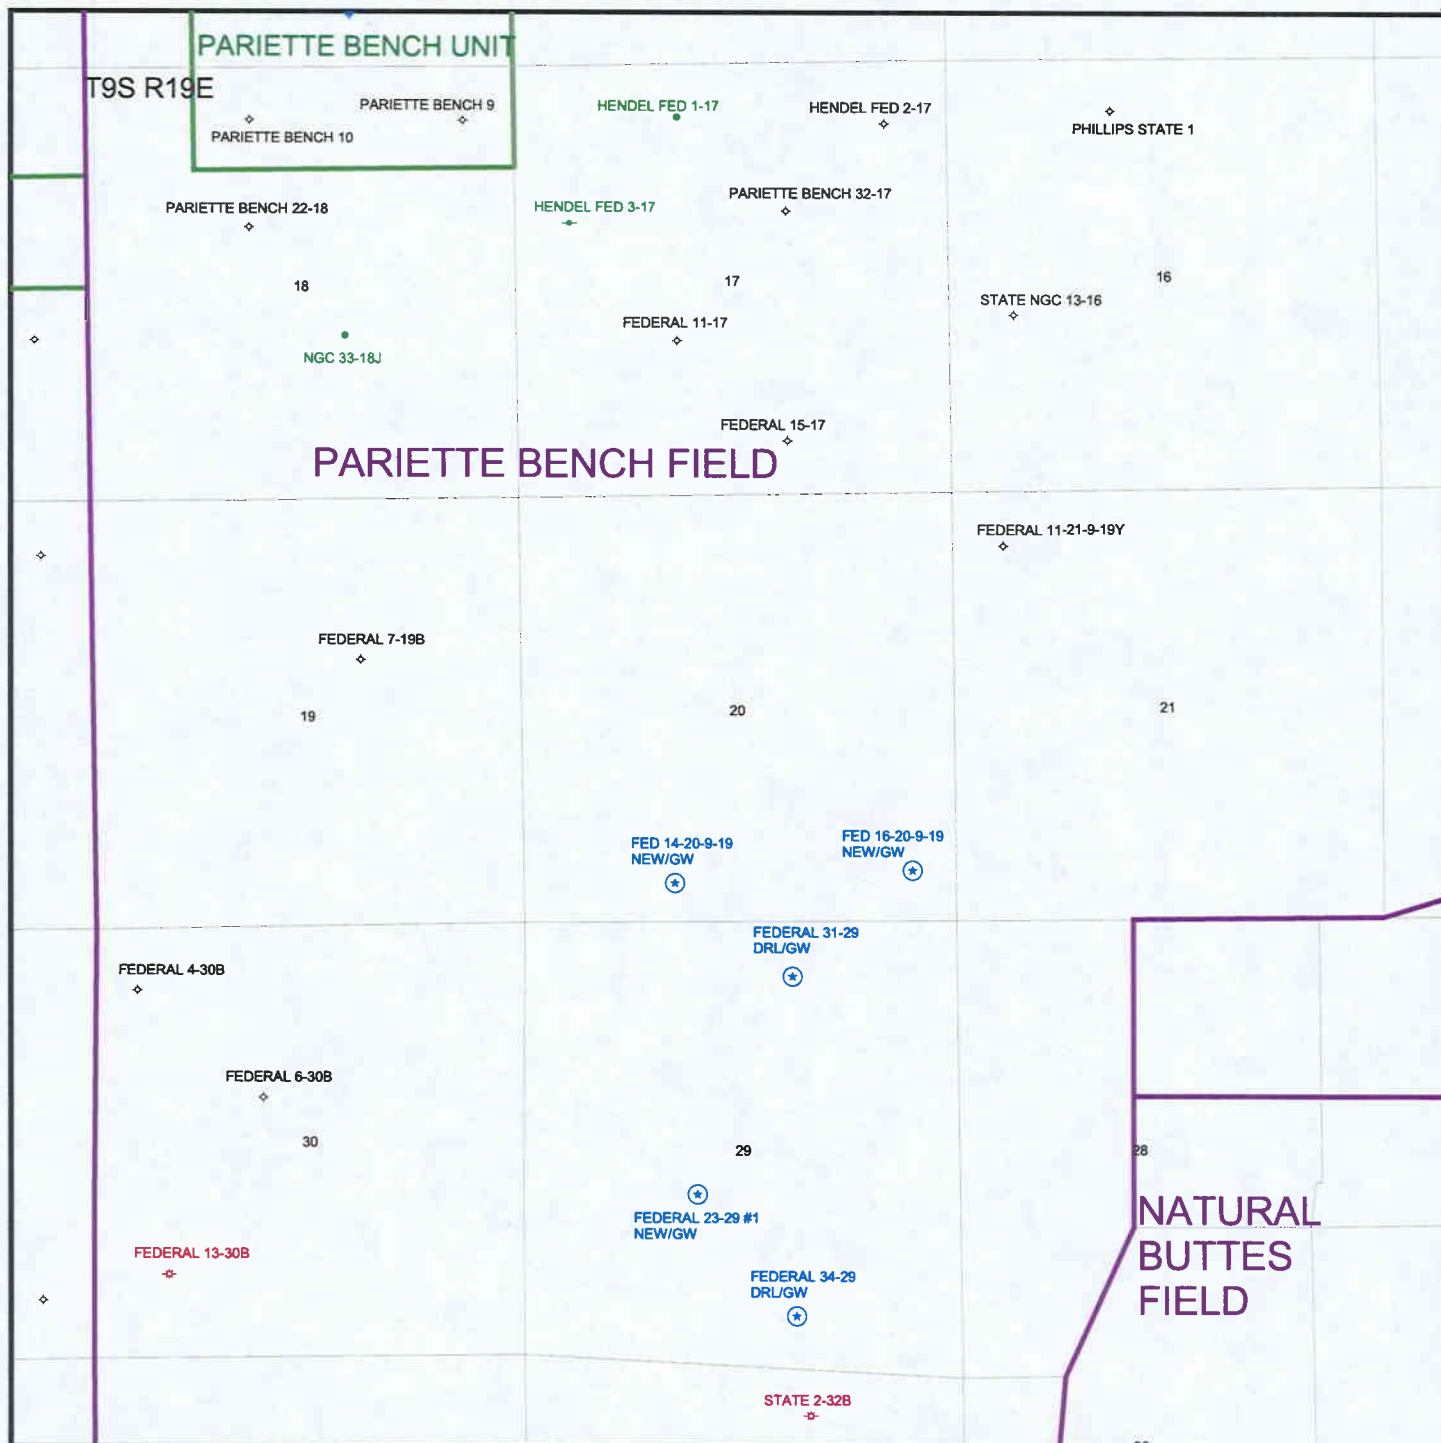 PARIETTE BENCH UNIT
T9S R19E
PARIETTE BENCH 9
PARIETTE BENCH 10
HENDEL FED 1-17
HENDEL FED 2-17
PHILLIPS STATE 1
PARIETTE BENCH 22-18
HENDEL FED 3-17
PARIETTE BENCH 32-17
18
17
16
STATE NGC 13-16
FEDERAL 11-17
NGC 33-18J
FEDERAL 15-17
PARIETTE BENCH FIELD
FEDERAL 11-21-9-19Y
FEDERAL 7-19B
19
20
21
FED 14-20-9-19
NEW/GW
FED 16-20-9-19
NEW/GW
FEDERAL 31-29
DRL/GW
FEDERAL 4-30B
FEDERAL 6-30B
30
29
28
FEDERAL 23-29 #1
NEW/GW
NATURAL
BUTTES
FIELD
FEDERAL 13-30B
FEDERAL 34-29
DRL/GW
STATE 2-32B